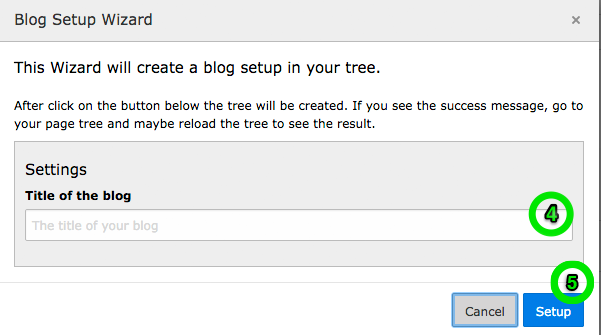 Blog Setup Wizard ×
This Wizard will create a blog setup in your tree.
After click on the button below the tree will be created. If you see the success message, go to
your page tree and maybe reload the tree to see the result.
Settings
Title of the blog
The title of your blog 4
5
Cancel Setup